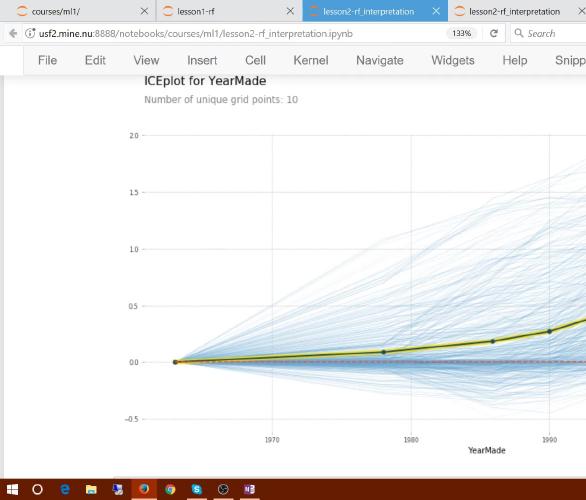 courses/ml1/
lesson1-rf
lesson2-rf_interpretation
lesson2-rf_interpretation
usf2.mine.nu:8888/notebooks/courses/ml1/lesson2-rf_interpretation.ipynb
133%
Search
File Edit View Insert Cell Kernel Navigate Widgets Help Snipp
ICEplot for YearMade
Number of unique grid points: 10
2.0
1.5
1.0
0.5
0.0
−0.5
1970 1980 1990
YearMade